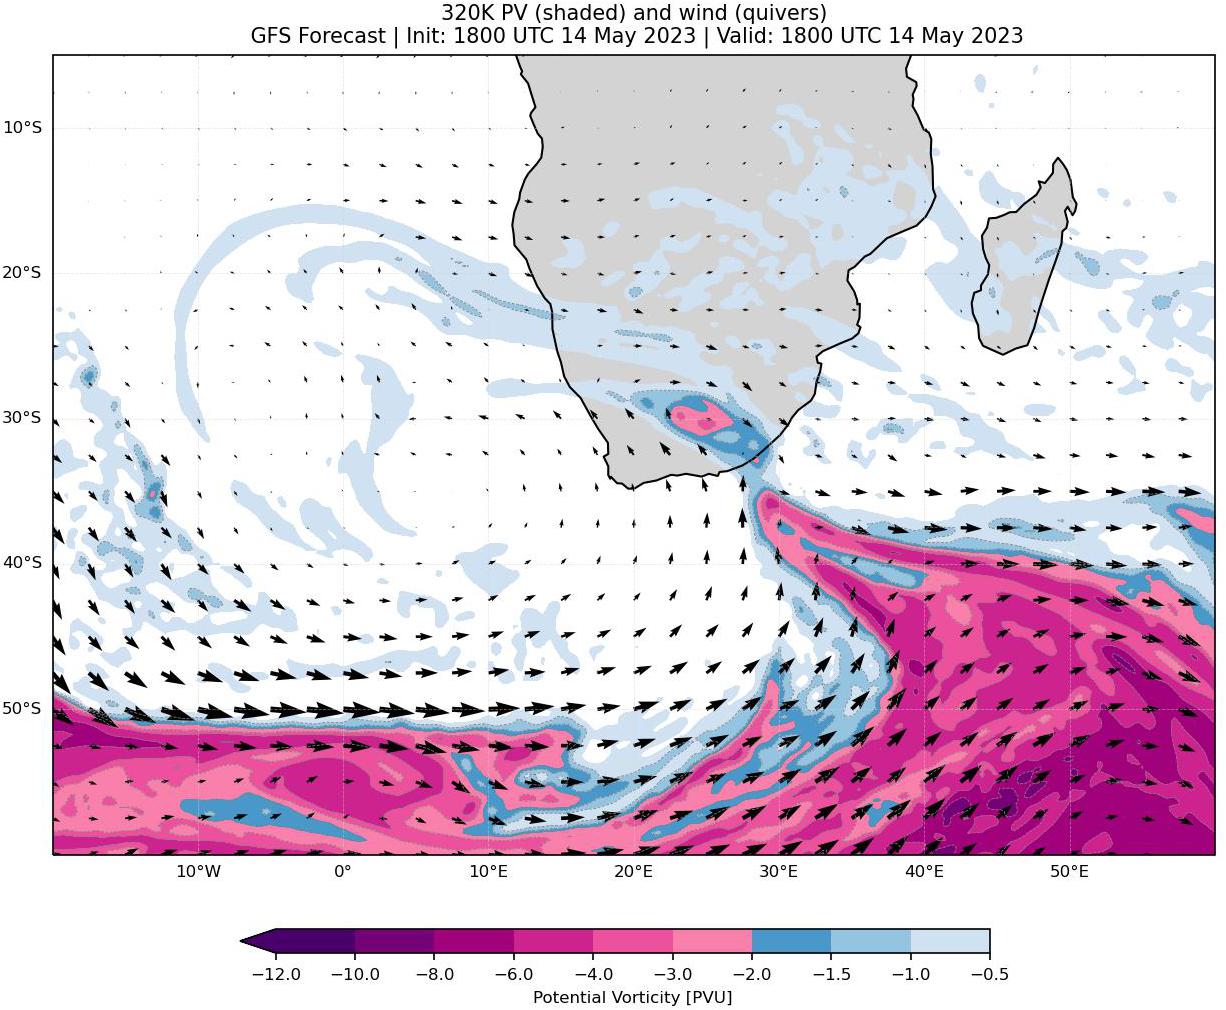 320K PV (shaded) and wind (quivers)
GFS Forecast | Init: 1800 UTC 14 May 2023 | Valid: 1800 UTC 14 May 2023
10°S
20°S
30°S
40°S
50°S
10°W 0° 10°E 20°E 30°E 40°E 50°E
−12.0 −10.0 −8.0 −6.0 −4.0 −3.0 −2.0 −1.5 −1.0 −0.5
Potential Vorticity [PVU]